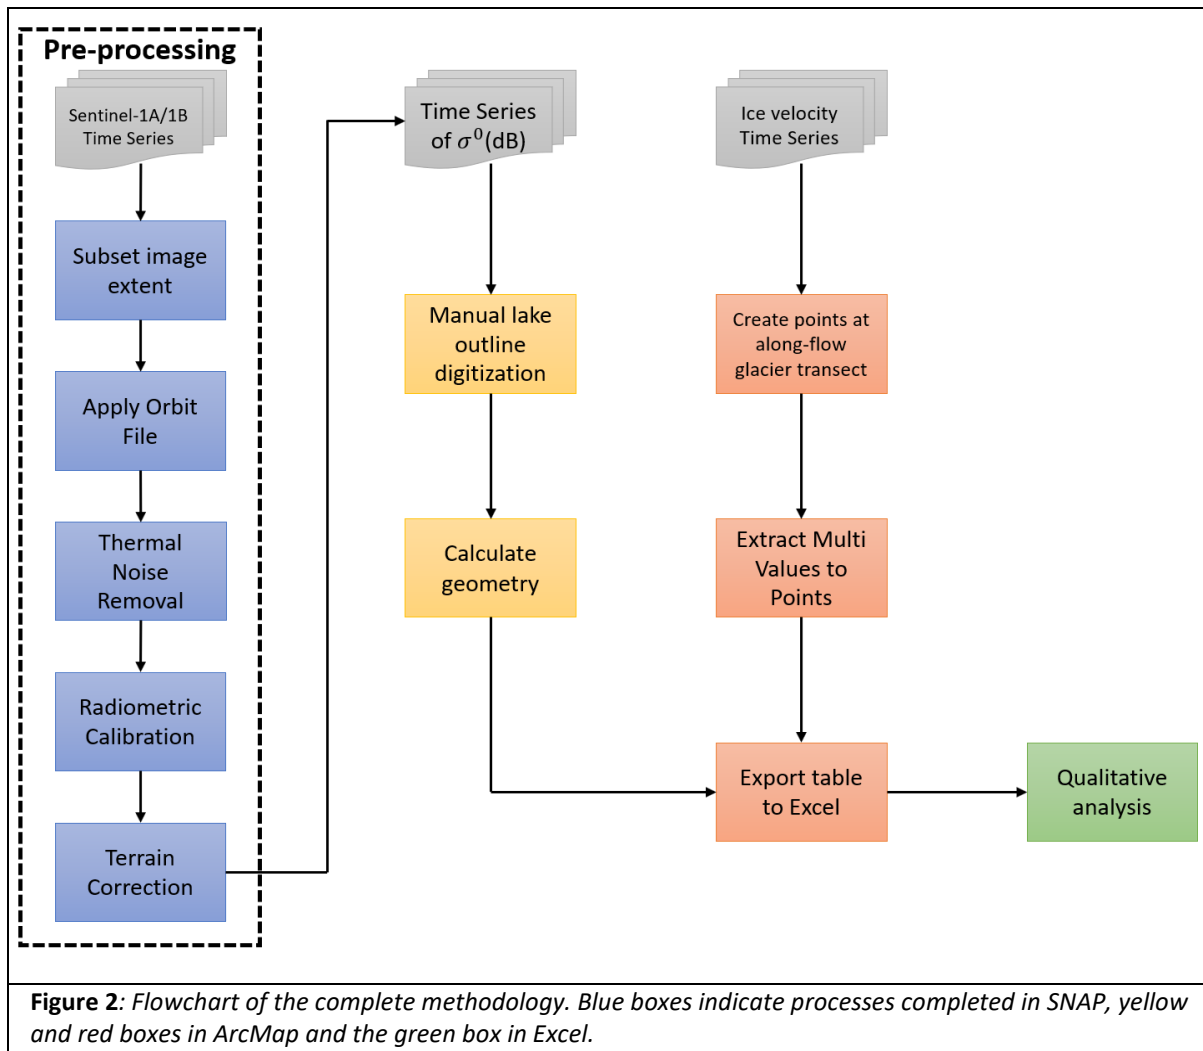 Pre-processing
Sentinel-1A/1B
Time Series
Subset image
extent
Apply Orbit
File
Thermal
Noise
Removal
Radiometric
Calibration
Terrain
Correction
Time Series
of σ⁰(dB)
Manual lake
outline
digitization
Calculate
geometry
Ice velocity
Time Series
Create points at
along-flow
glacier transect
Extract Multi
Values to
Points
Export table
to Excel
Qualitative
analysis
Figure 2: Flowchart of the complete methodology. Blue boxes indicate processes completed in SNAP, yellow
and red boxes in ArcMap and the green box in Excel.